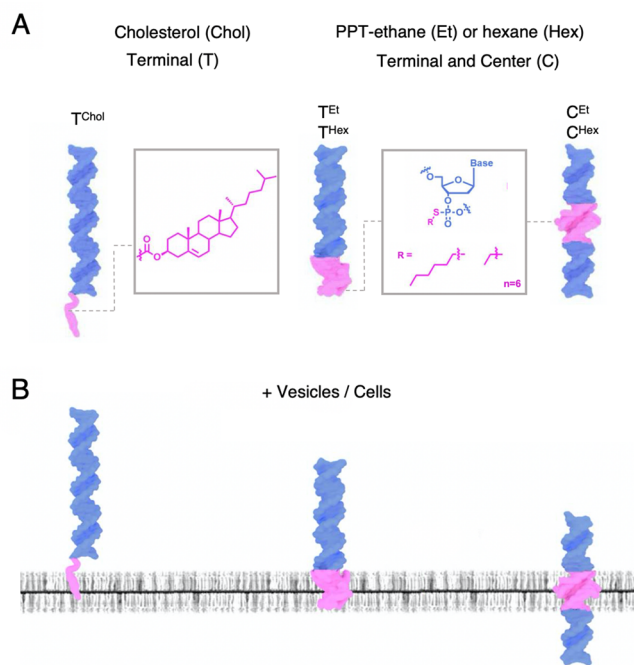 A
Cholesterol (Chol)
Terminal (T)
PPT-ethane (Et) or hexane (Hex)
Terminal and Center (C)
TChol
TEt
THex
CEt
CHex
O
O
Base
O
O
O
S
P
O
R
O
R =
n=6
B
+ Vesicles / Cells